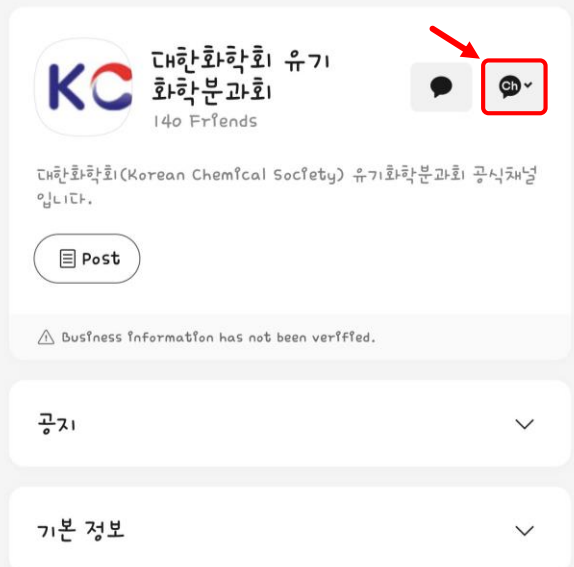 KC
대한화학회 유기
화학분과회
140 Friends
Ch
대한화학회(Korean Chemical Society) 유기화학분과회 공식채널
입니다.
Post
Business information has not been verified.
공지
기본 정보